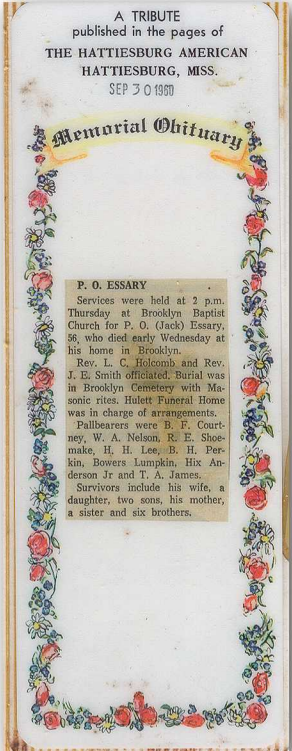 A TRIBUTE
published in the pages of
THE HATTIESBURG AMERICAN
HATTIESBURG, MISS.
SEP 30 1960
Memorial Obituary
P. O. ESSARY
Services were held at 2 p.m.
Thursday at Brooklyn Baptist
Church for P. O. (Jack) Essary,
56, who died early Wednesday at
his home in Brooklyn.
Rev. L. C. Holcomb and Rev.
J. E. Smith officiated. Burial was
in Brooklyn Cemetery with Ma-
sonic rites. Hulett Funeral Home
was in charge of arrangements.
Pallbearers were B. F. Court-
ney, W. A. Nelson, R. E. Shoe-
make, H. H. Lee, B. H. Per-
kin, Bowers Lumpkin, Hix An-
derson Jr and T. A. James.
Survivors include his wife, a
daughter, two sons, his mother,
a sister and six brothers.